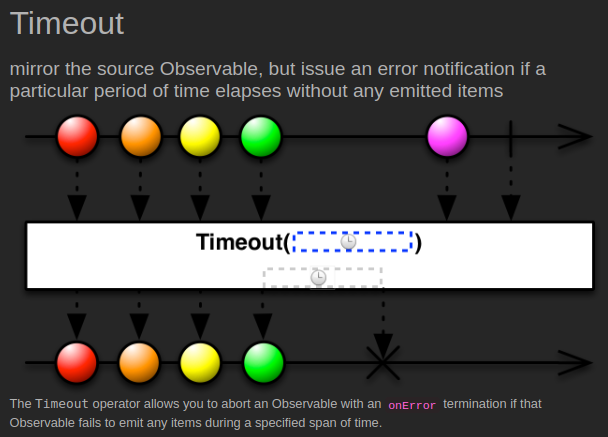 Timeout
mirror the source Observable, but issue an error notification if a
particular period of time elapses without any emitted items
Timeout( )
The Timeout operator allows you to abort an Observable with an onError termination if that
Observable fails to emit any items during a specified span of time.